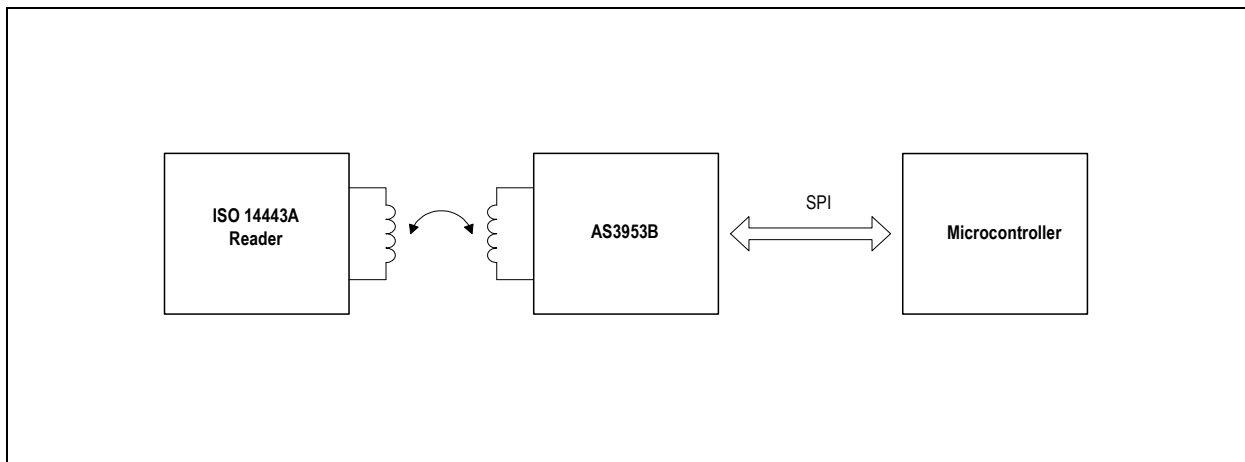 ISO 14443A
Reader
AS3953B
SPI
Microcontroller